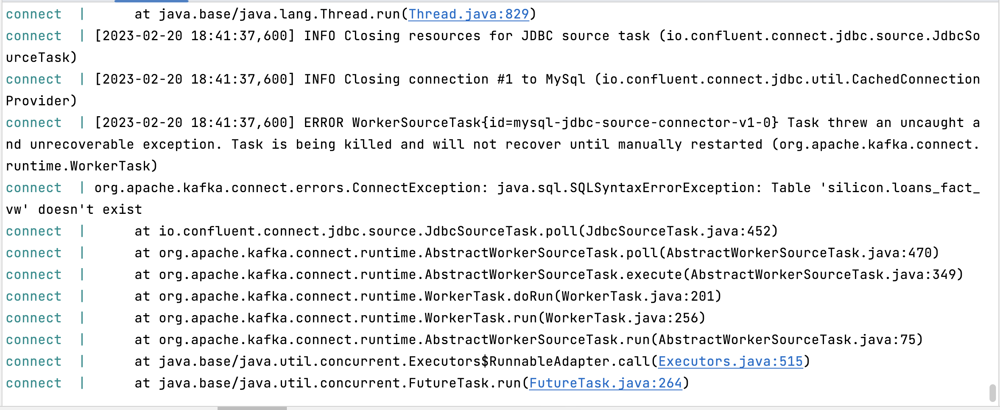 connect  |      at java.base/java.lang.Thread.run(Thread.java:829)
connect  | [2023-02-20 18:41:37,600] INFO Closing resources for JDBC source task (io.confluent.connect.jdbc.source.JdbcSo
urceTask)
connect  | [2023-02-20 18:41:37,600] INFO Closing connection #1 to MySql (io.confluent.connect.jdbc.util.CachedConnection
Provider)
connect  | [2023-02-20 18:41:37,600] ERROR WorkerSourceTask{id=mysql-jdbc-source-connector-v1-0} Task threw an uncaught a
nd unrecoverable exception. Task is being killed and will not recover until manually restarted (org.apache.kafka.connect.
runtime.WorkerTask)
connect  | org.apache.kafka.connect.errors.ConnectException: java.sql.SQLSyntaxErrorException: Table 'silicon.loans_fact_
vw' doesn't exist
connect  |      at io.confluent.connect.jdbc.source.JdbcSourceTask.poll(JdbcSourceTask.java:452)
connect  |      at org.apache.kafka.connect.runtime.AbstractWorkerSourceTask.poll(AbstractWorkerSourceTask.java:470)
connect  |      at org.apache.kafka.connect.runtime.AbstractWorkerSourceTask.execute(AbstractWorkerSourceTask.java:349)
connect  |      at org.apache.kafka.connect.runtime.WorkerTask.doRun(WorkerTask.java:201)
connect  |      at org.apache.kafka.connect.runtime.WorkerTask.run(WorkerTask.java:256)
connect  |      at org.apache.kafka.connect.runtime.AbstractWorkerSourceTask.run(AbstractWorkerSourceTask.java:75)
connect  |      at java.base/java.util.concurrent.Executors$RunnableAdapter.call(Executors.java:515)
connect  |      at java.base/java.util.concurrent.FutureTask.run(FutureTask.java:264)